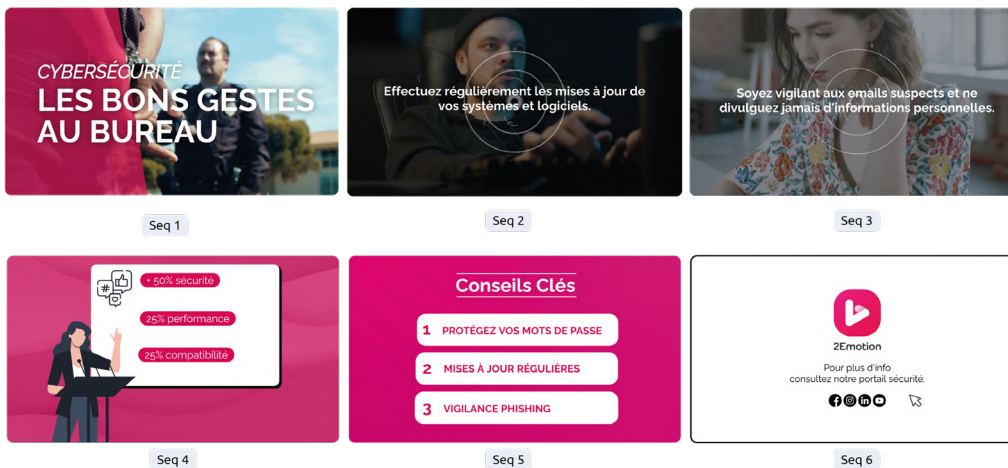 CYBERSÉCURITÉ
LES BONS GESTES
AU BUREAU
Seq 1
Effectuez régulièrement les mises à jour de
vos systèmes et logiciels.
Seq 2
Soyez vigilant aux emails suspects et ne
divulguez jamais d'informations personnelles.
Seq 3
+ 50% sécurité
25% performance
25% compatibilité
#
Seq 4
Conseils Clés
1 PROTÉGEZ VOS MOTS DE PASSE
2 MISES À JOUR RÉGULIÈRES
3 VIGILANCE PHISHING
Seq 5
2Emotion
Pour plus d'info
consultez notre portail sécurité.
Seq 6